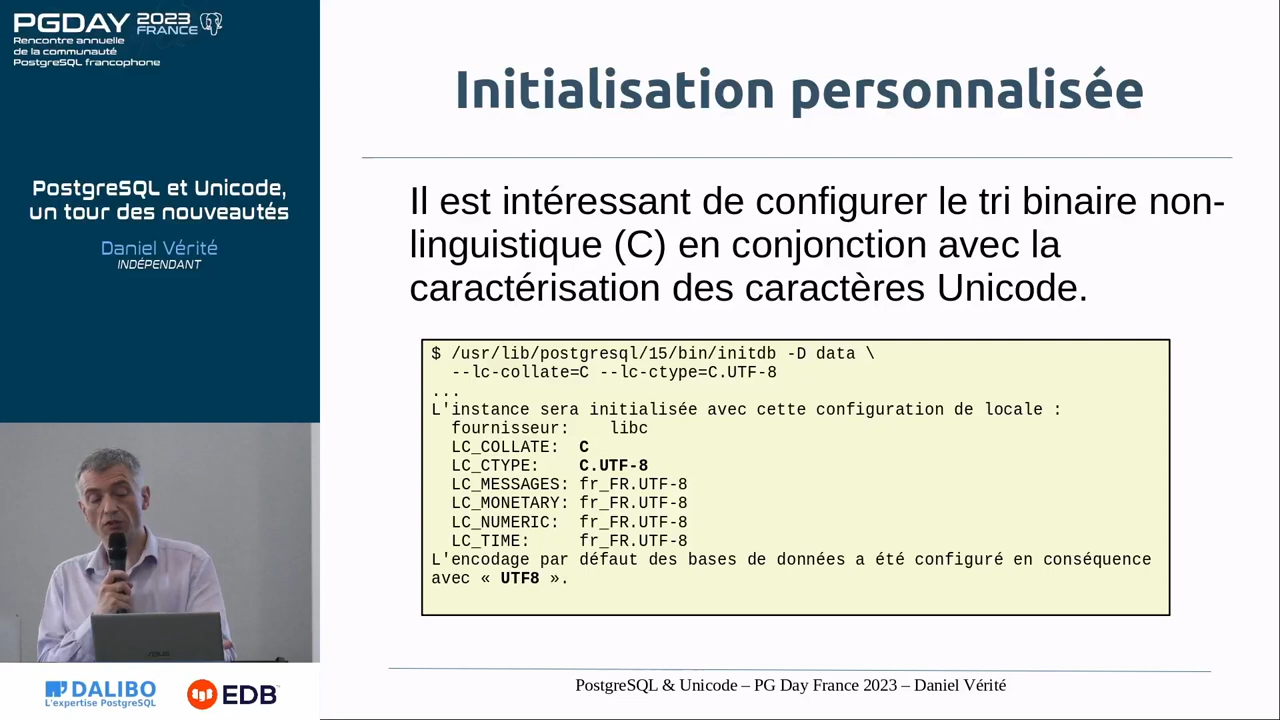 PGDAY 2023 FRANCE
Rencontre annuelle
de la communauté
PostgreSQL francophone
PostgreSQL et Unicode,
un tour des nouveautés
Daniel Vérité
INDÉPENDANT
Initialisation personnalisée
Il est intéressant de configurer le tri binaire non-
linguistique (C) en conjonction avec la
caractérisation des caractères Unicode.
$ /usr/lib/postgresql/15/bin/initdb -D data \
--lc-collate=C --lc-ctype=C.UTF-8
...
L'instance sera initialisée avec cette configuration de locale :
fournisseur: libc
LC_COLLATE: C
LC_CTYPE: C.UTF-8
LC_MESSAGES: fr_FR.UTF-8
LC_MONETARY: fr_FR.UTF-8
LC_NUMERIC: fr_FR.UTF-8
LC_TIME: fr_FR.UTF-8
L'encodage par défaut des bases de données a été configuré en conséquence
avec « UTF8 ».
PostgreSQL & Unicode – PG Day France 2023 – Daniel Vérité
ASUS
DALIBO
L'expertise PostgreSQL
EDB